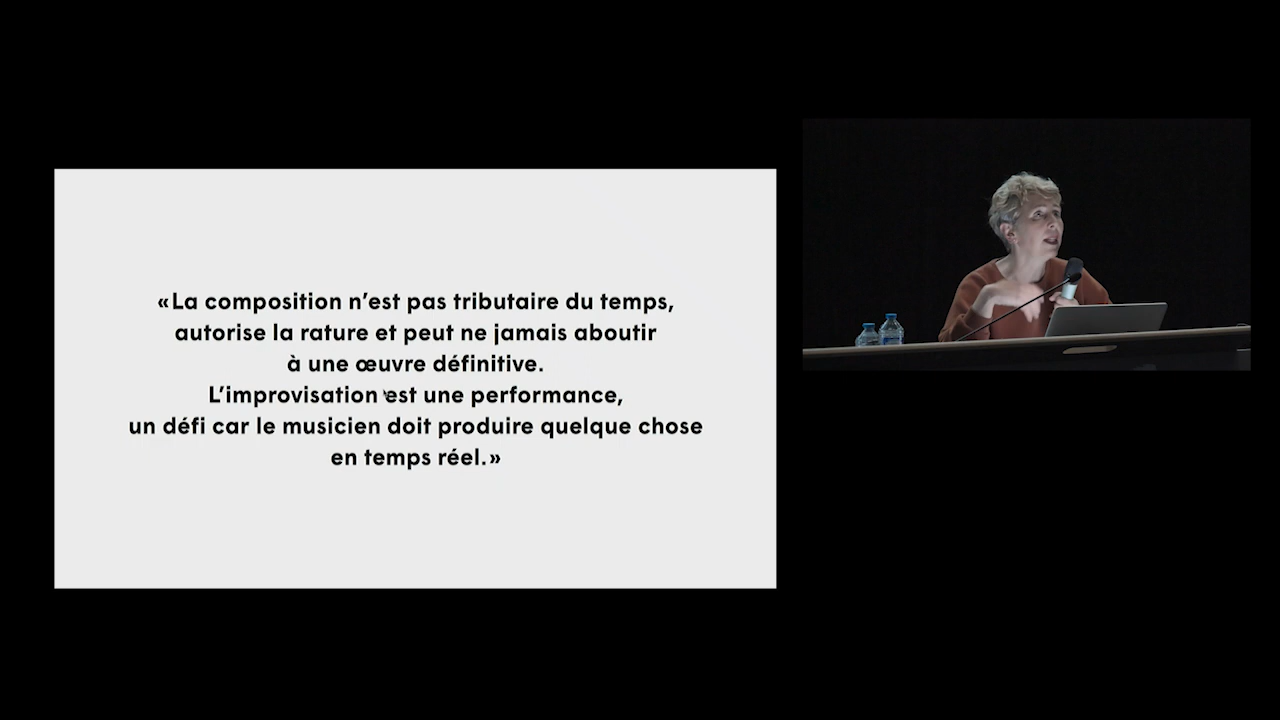 «La composition n’est pas tributaire du temps,
autorise la rature et peut ne jamais aboutir
à une œuvre définitive.
L’improvisation est une performance,
un défi car le musicien doit produire quelque chose
en temps réel.»